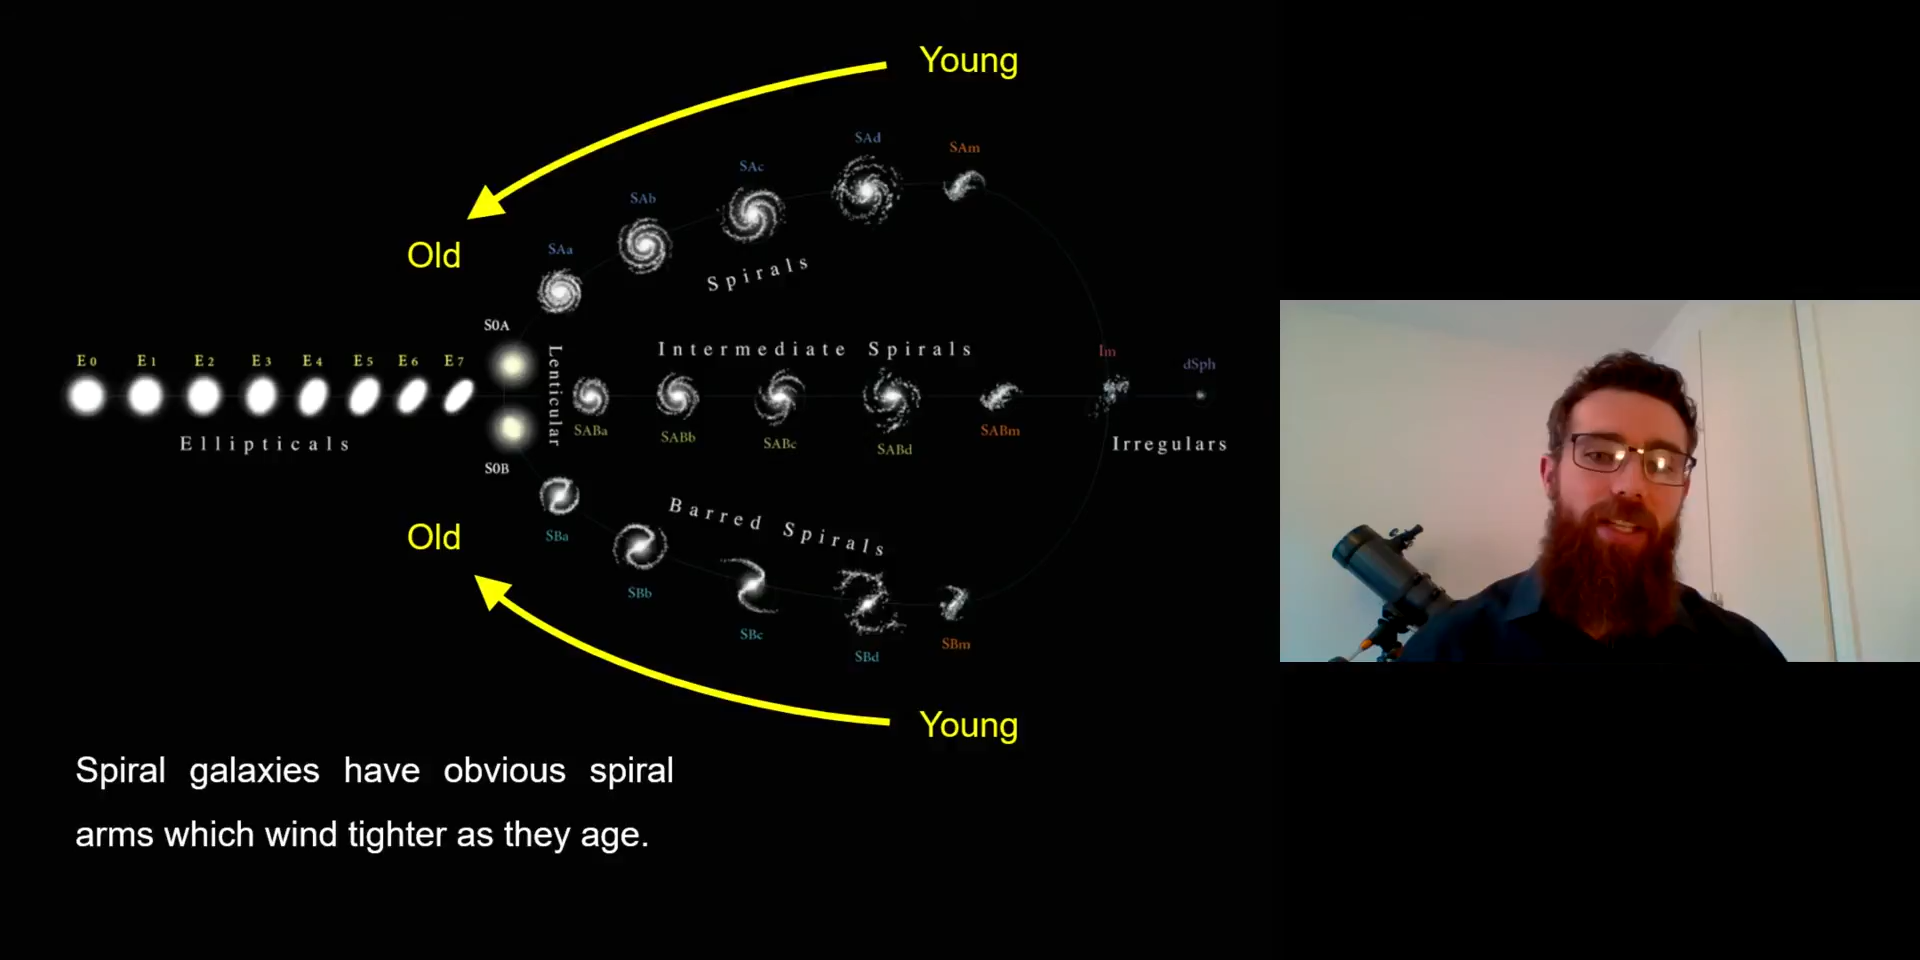 Young
SAd
SAm
SAc
SAb
Old
SAa
Spirals
S0A
Intermediate Spirals
E0 E1 E2 E3 E4 E5 E6 E7
Lenticular
Im
dSph
SABa
SABb
SABc
SABd
SABm
Ellipticals
Irregulars
S0B
Barred Spirals
Old
SBa
SBb
SBc
SBd
SBm
Young
Spiral galaxies have obvious spiral
arms which wind tighter as they age.